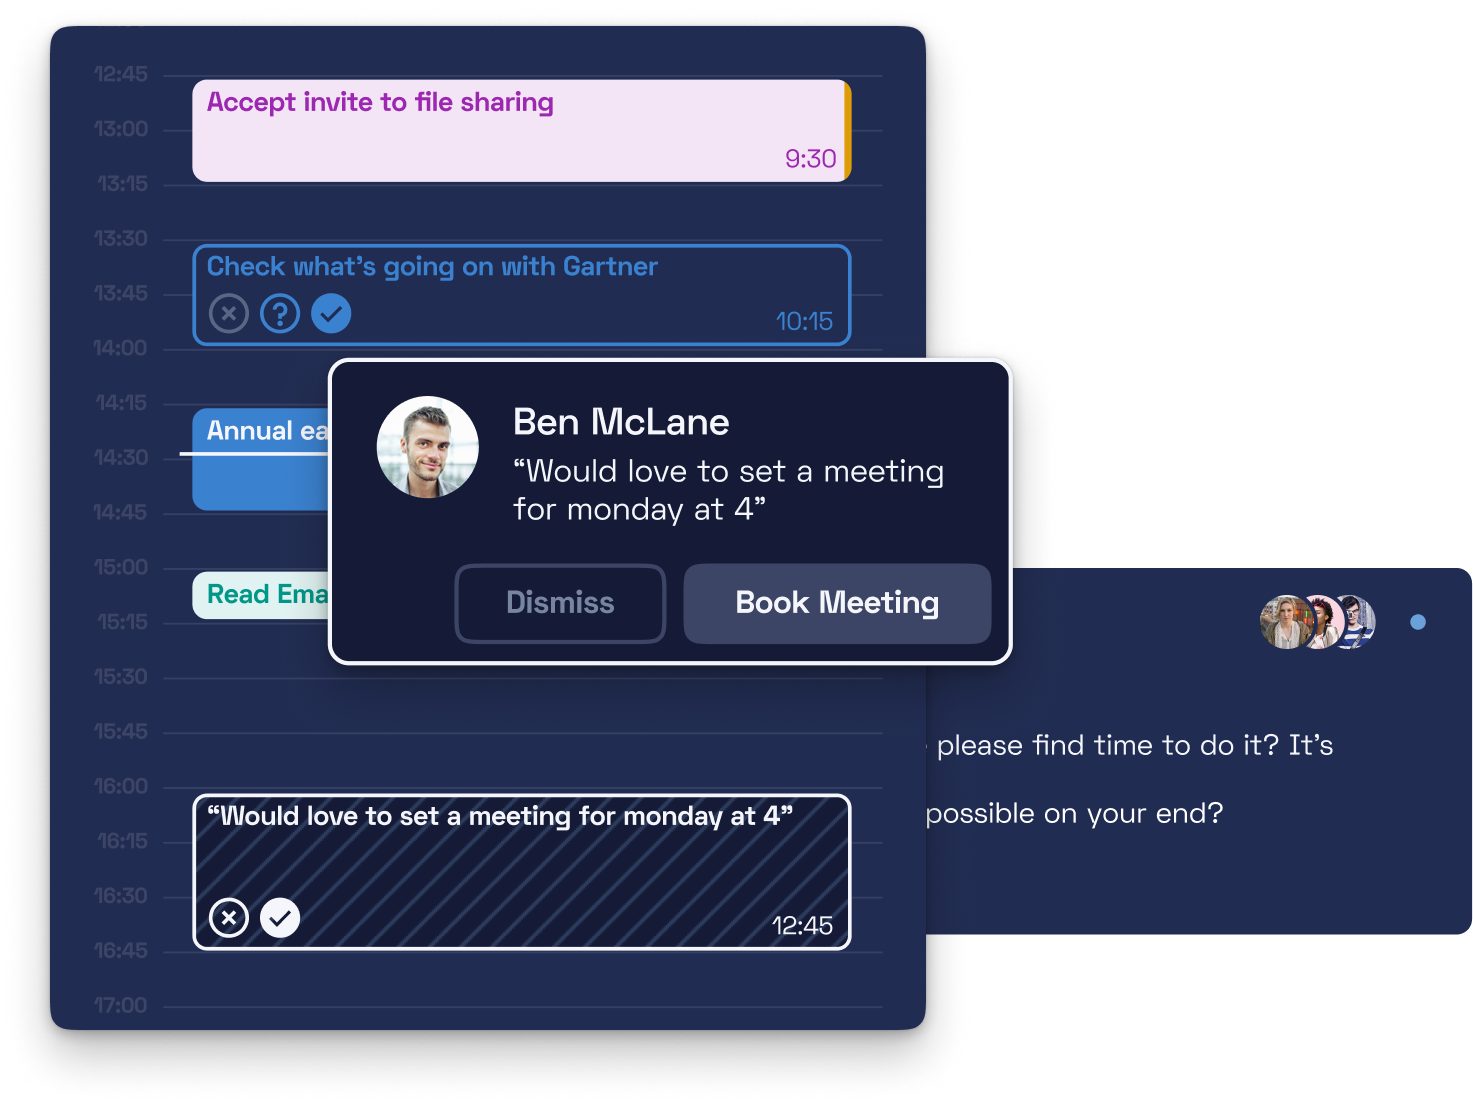 12:45
Accept invite to file sharing
13:00
9:30
13:15
13:30
Check what's going on with Gartner
13:45
10:15
14:00
14:15
Annual
14:30
14:45
Ben McLane
“Would love to set a meeting
for monday at 4”
Dismiss
Book Meeting
15:00
Read
15:15
15:30
15:45
please find time to do it? It's
possible on your end?
16:00
“Would love to set a meeting for monday at 4”
16:15
16:30
12:45
16:45
17:00